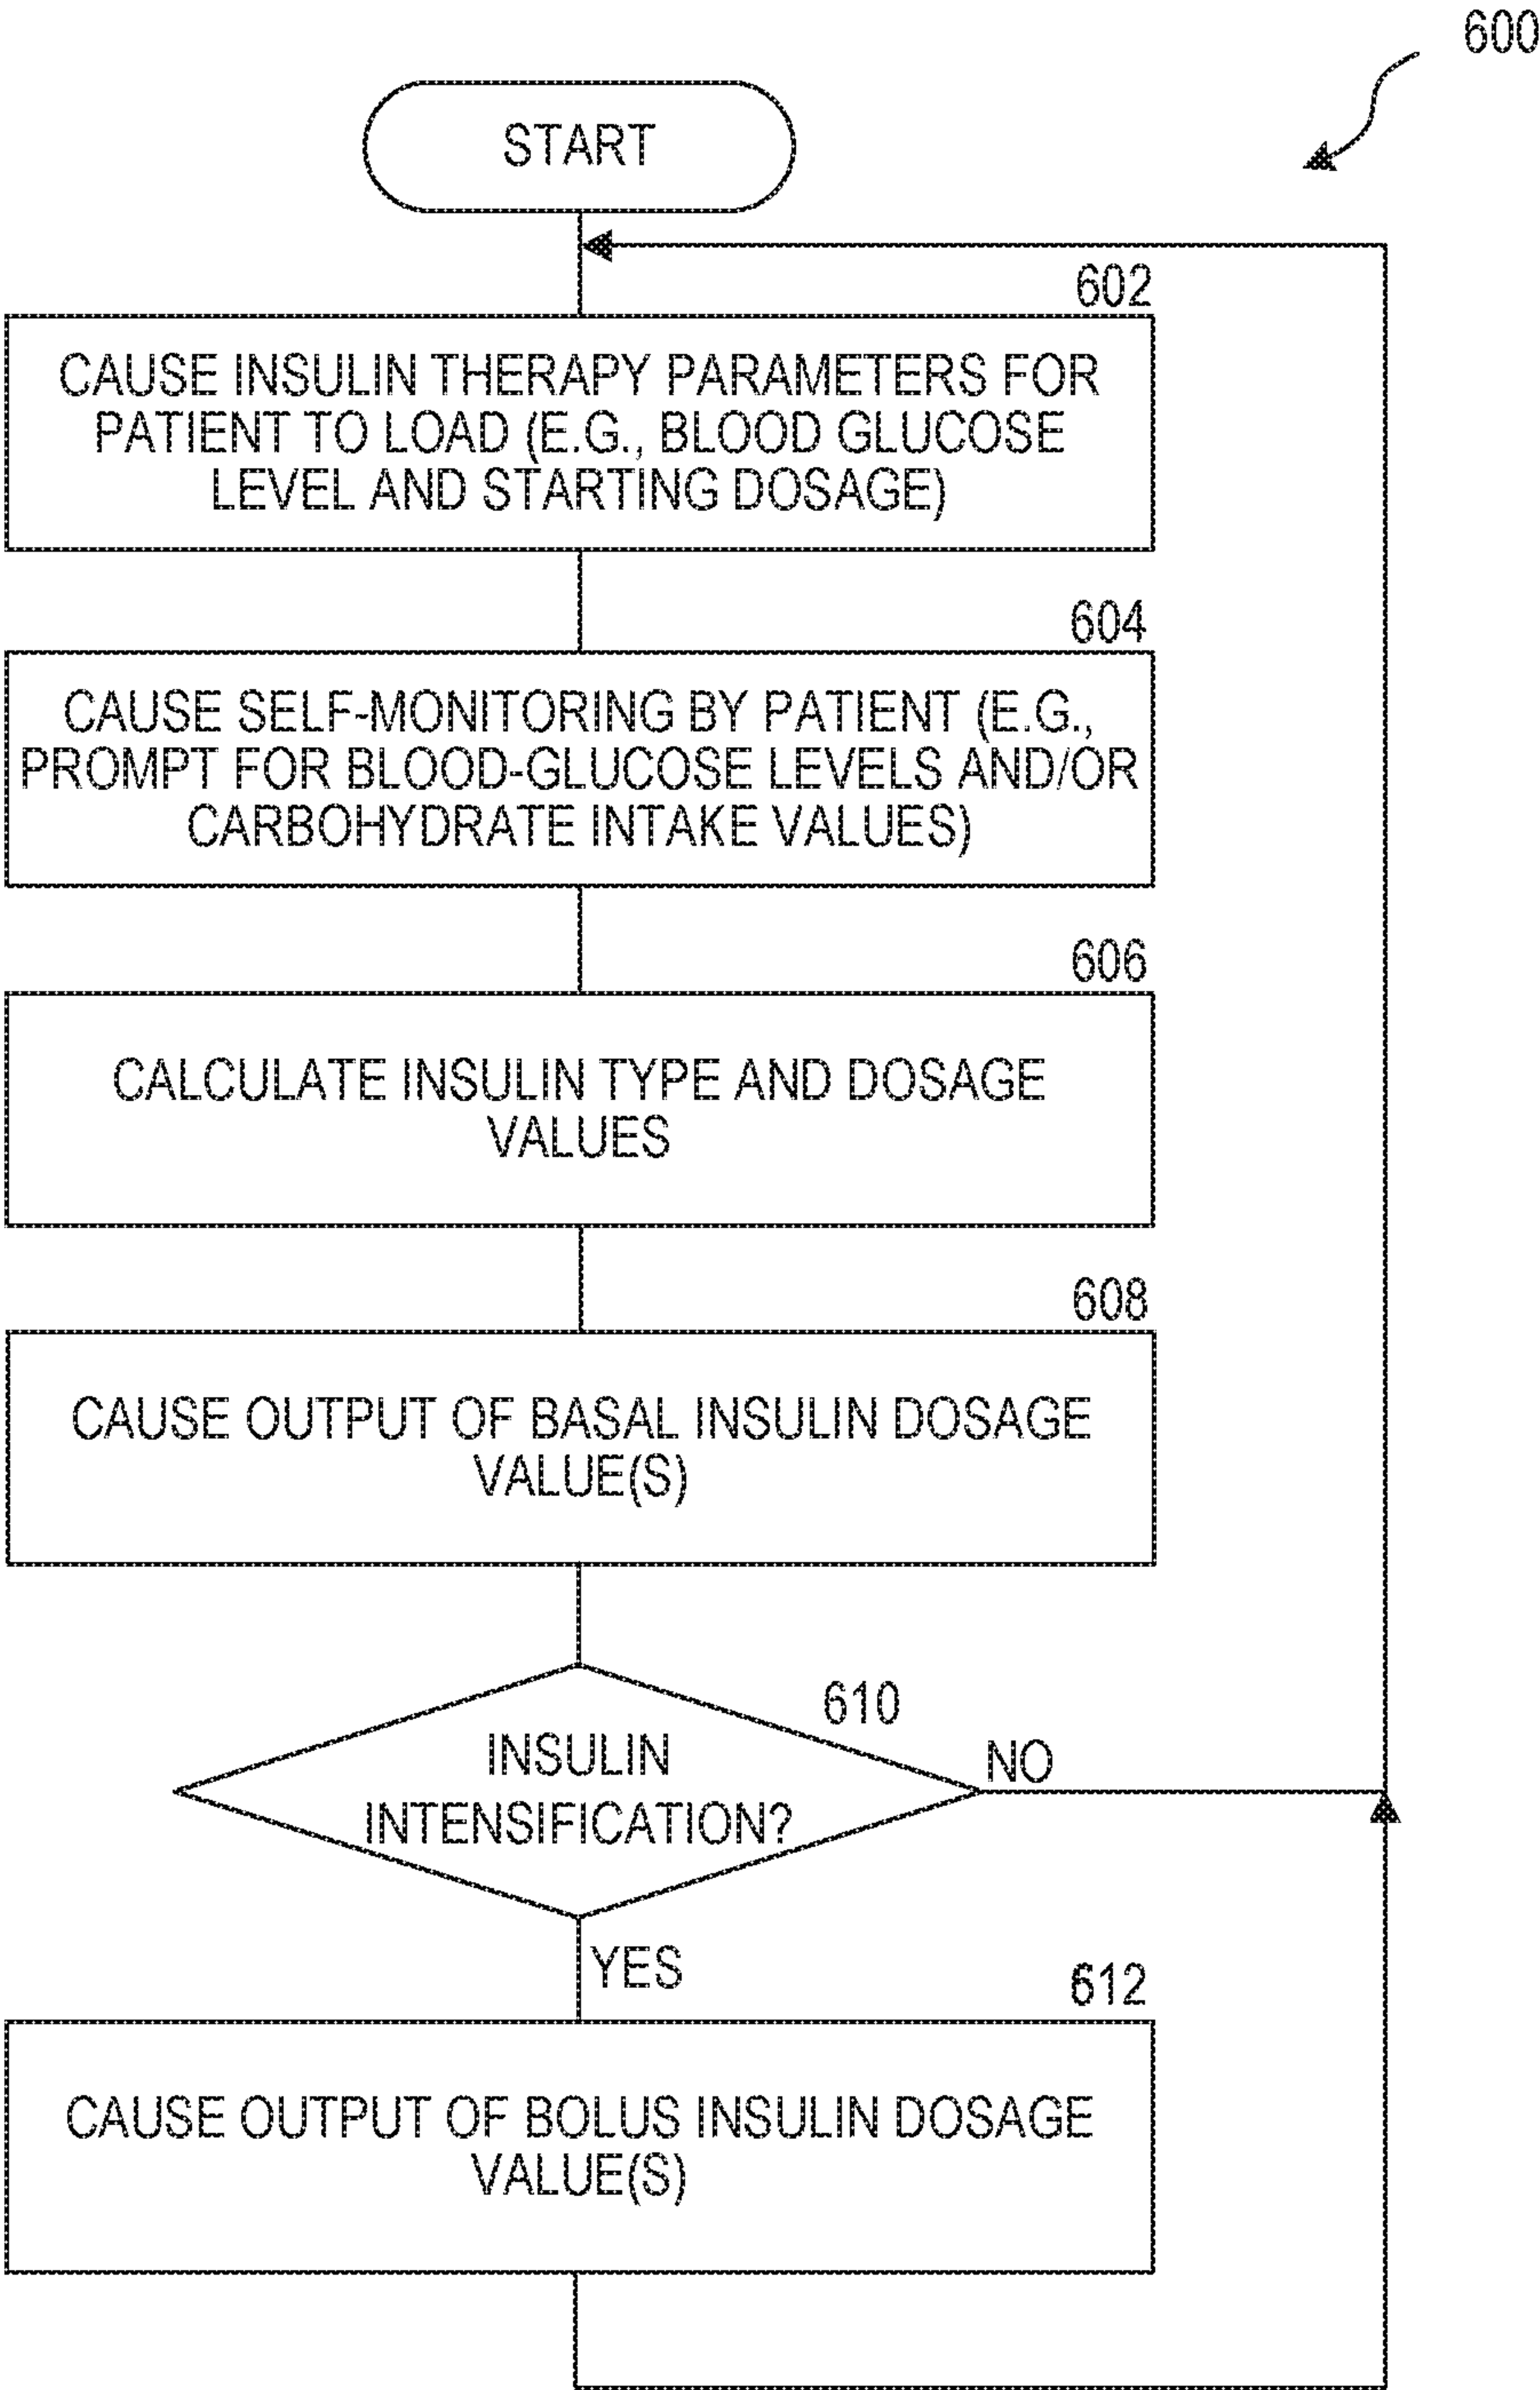 600
START
602
CAUSE INSULIN THERAPY PARAMETERS FOR
PATIENT TO LOAD (E.G., BLOOD GLUCOSE
LEVEL AND STARTING DOSAGE)
604
CAUSE SELF-MONITORING BY PATIENT (E.G.,
PROMPT FOR BLOOD-GLUCOSE LEVELS AND/OR
CARBOHYDRATE INTAKE VALUES)
606
CALCULATE INSULIN TYPE AND DOSAGE
VALUES
608
CAUSE OUTPUT OF BASAL INSULIN DOSAGE
VALUE(S)
610
INSULIN
INTENSIFICATION?
NO
YES
612
CAUSE OUTPUT OF BOLUS INSULIN DOSAGE
VALUE(S)